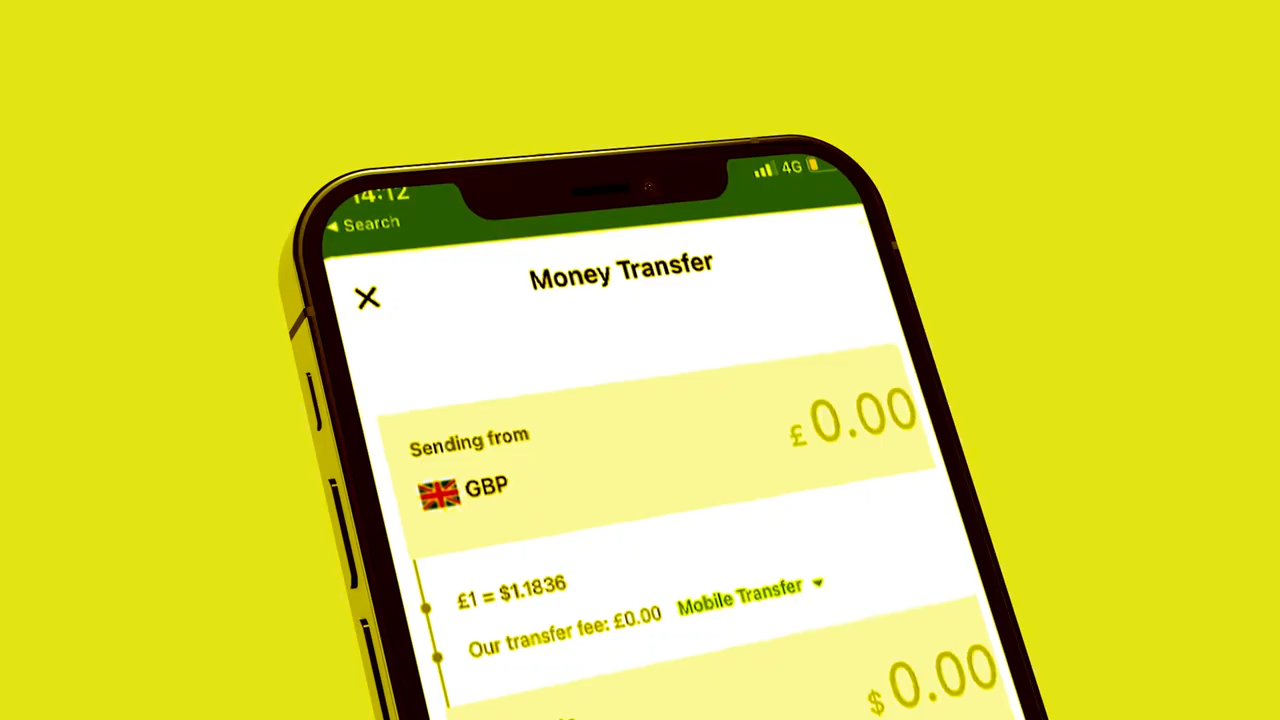 14:12
4G
◀ Search
Money Transfer
Sending from
£ 0.00
GBP
£1 = $1.1836
Our transfer fee: £0.00 Mobile Transfer
$ 0.00